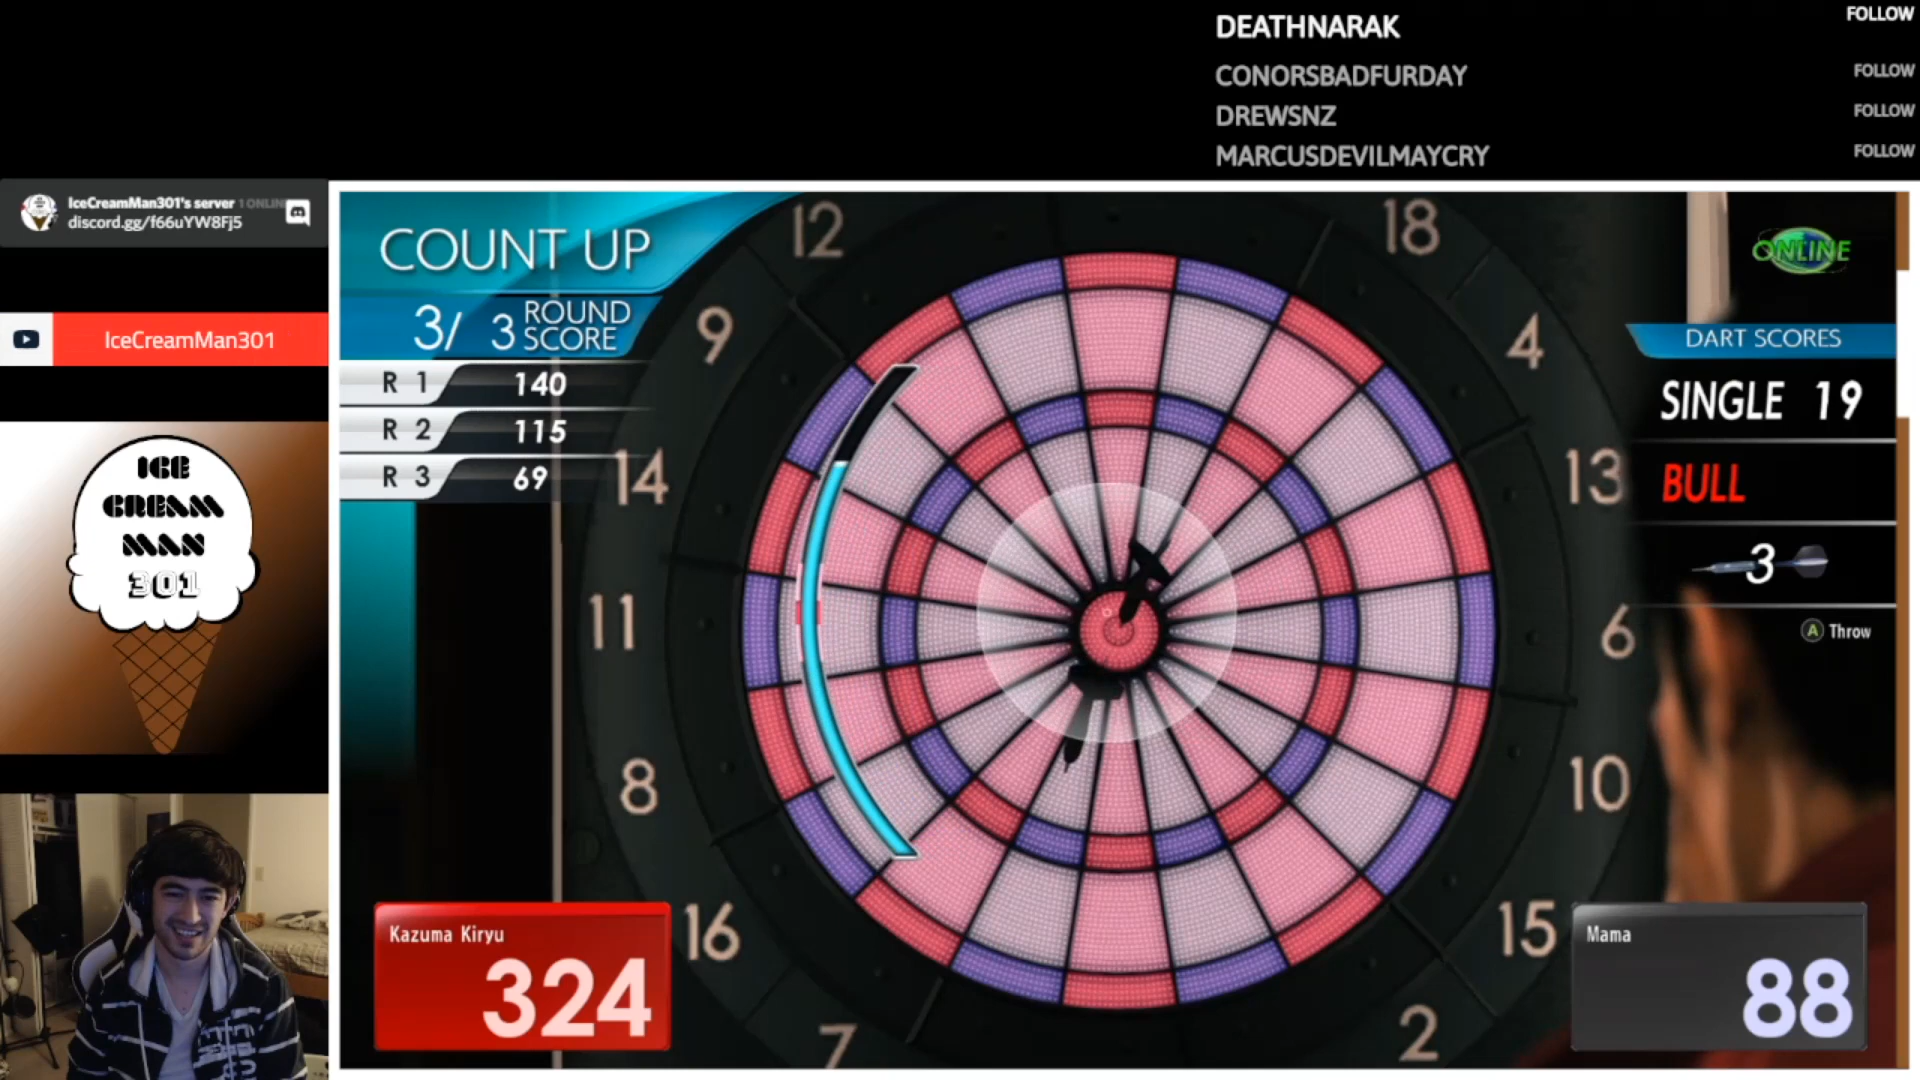 DEATHNARAK FOLLOW
CONORSBADFURDAY FOLLOW
DREWSNZ FOLLOW
MARCUSDEVILMAYCRY FOLLOW
IceCreamMan301's server 1 ONLINE
discord.gg/f66uYW8Fj5
IceCreamMan301
ICE
CREAM
MAN
301
COUNT UP
3/ 3 ROUND SCORE
R 1 140
R 2 115
R 3 69
12
18
9
4
14
13
11
6
8
10
16
15
7
2
ONLINE
DART SCORES
SINGLE 19
BULL
3
A Throw
Kazuma Kiryu
324
Mama
88